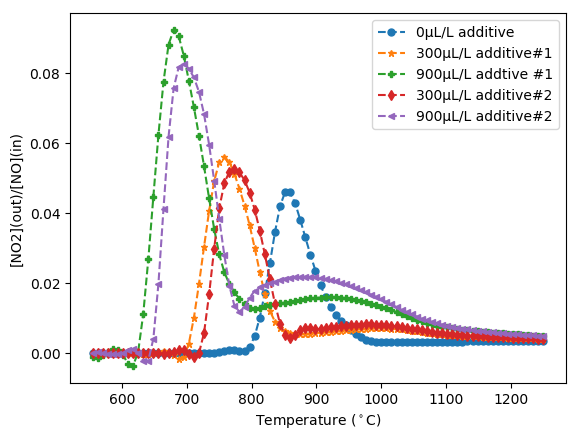 0μL/L additive
300μL/L additive#1
900μL/L addtive #1
300μL/L additive#2
900μL/L additive#2
[NO2](out)/[NO](in)
0.08
0.06
0.04
0.02
0.00
600 700 800 900 1000 1100 1200
Temperature (°C)